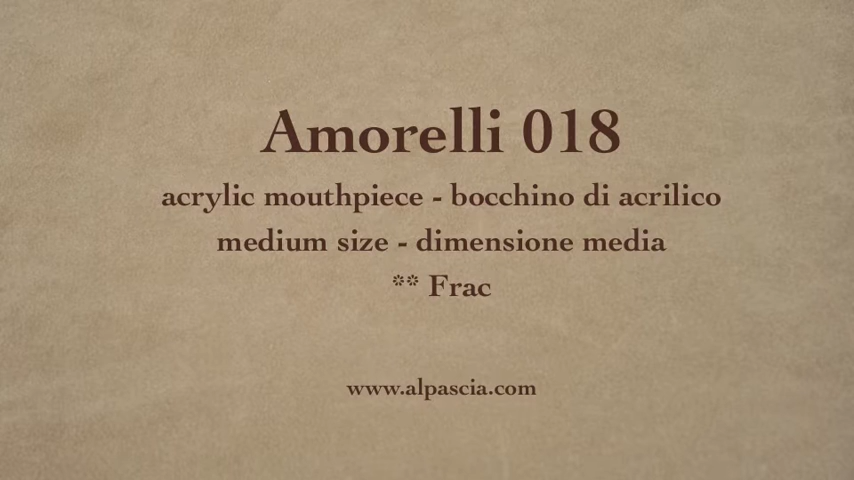 Amorelli 018
acrylic mouthpiece - bocchino di acrilico
medium size - dimensione media
** Frac
www.alpascia.com